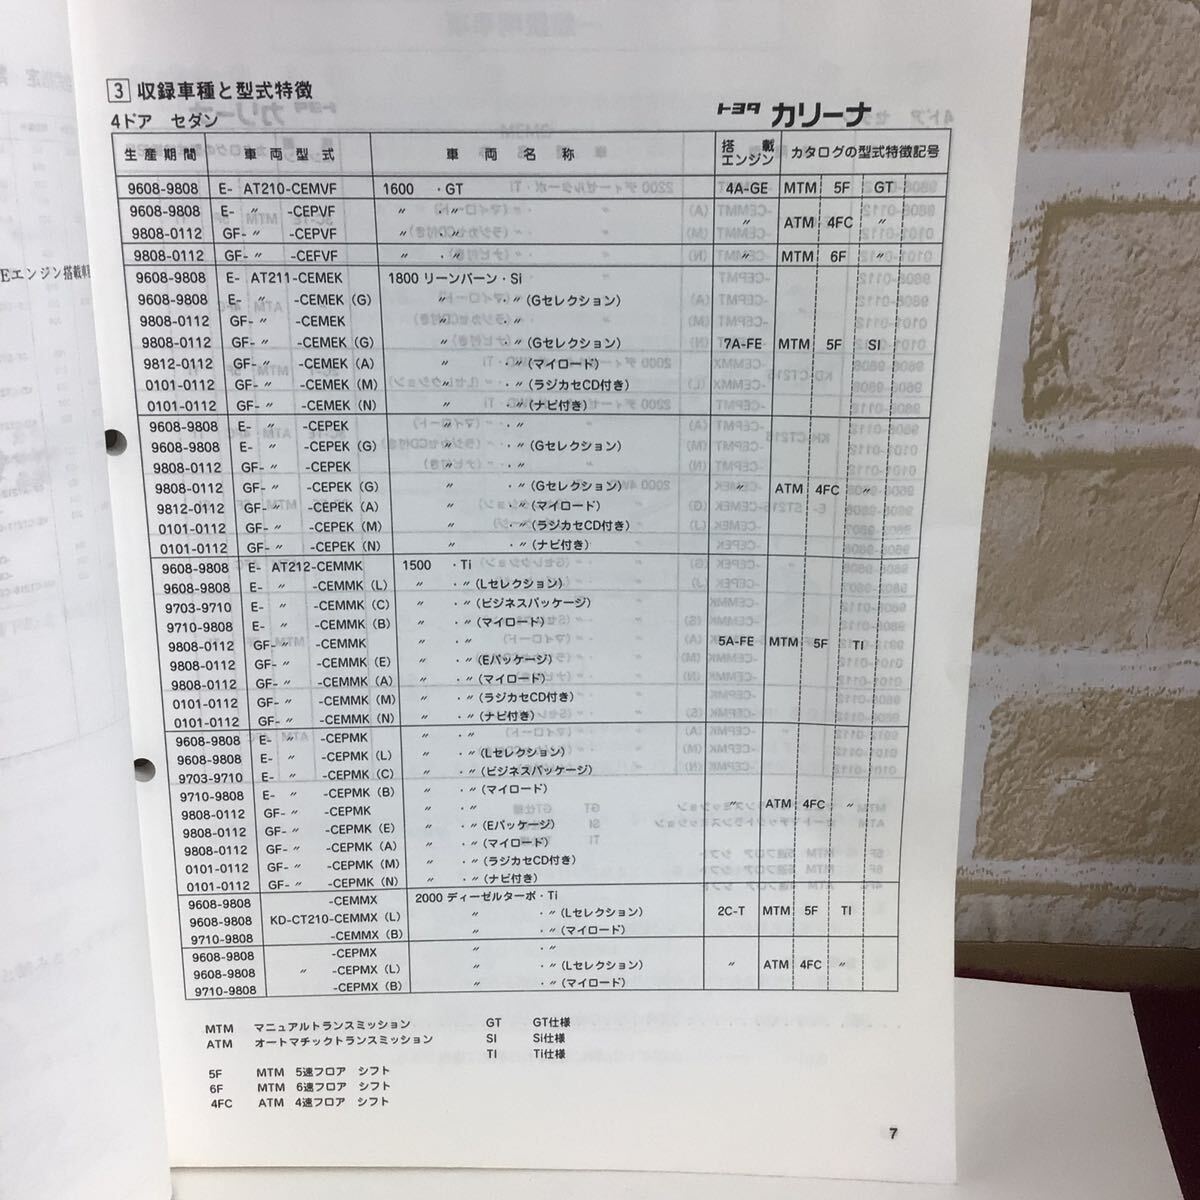 3 収録車種と型式特徴
4ドア セダン トヨタ カリーナ
生産期間 車両型式 車両名称 搭載エンジン カタログの型式特徴記号
9608-9808 E- AT210-CEMVF 1600 ・GT 4A-GE MTM 5F GT
9608-9808 E- 〃 -CEPVF 〃 ・〃 〃 ATM 4FC 〃
9808-0112 GF- 〃 -CEPVF 〃 ・〃
9808-0112 GF- 〃 -CEFVF 〃 ・〃 〃 MTM 6F 〃
9608-9808 E- AT211-CEMEK 1800 リーンバーン・Si
9608-9808 E- 〃 -CEMEK (G) 〃 ・〃(Gセレクション)
9808-0112 GF- 〃 -CEMEK 〃 ・〃
9808-0112 GF- 〃 -CEMEK (G) 〃 ・〃(Gセレクション) 7A-FE MTM 5F SI
9812-0112 GF- 〃 -CEMEK (A) 〃 ・〃(マイロード)
0101-0112 GF- 〃 -CEMEK (M) 〃 ・〃(ラジカセCD付き)
0101-0112 GF- 〃 -CEMEK (N) 〃 ・〃(ナビ付き)
9608-9808 E- 〃 -CEPEK 〃 ・〃
9608-9808 E- 〃 -CEPEK (G) 〃 ・〃(Gセレクション)
9808-0112 GF- 〃 -CEPEK 〃 ・〃
9808-0112 GF- 〃 -CEPEK (G) 〃 ・〃(Gセレクション) 〃 ATM 4FC 〃
9812-0112 GF- 〃 -CEPEK (A) 〃 ・〃(マイロード)
0101-0112 GF- 〃 -CEPEK (M) 〃 ・〃(ラジカセCD付き)
0101-0112 GF- 〃 -CEPEK (N) 〃 ・〃(ナビ付き)
9608-9808 E- AT212-CEMMK 1500 ・Ti
9608-9808 E- 〃 -CEMMK (L) 〃 ・〃(Lセレクション)
9703-9710 E- 〃 -CEMMK (C) 〃 ・〃(ビジネスパッケージ)
9710-9808 E- 〃 -CEMMK (B) 〃 ・〃(マイロード)
9808-0112 GF- 〃 -CEMMK 〃 ・〃 5A-FE MTM 5F TI
9808-0112 GF- 〃 -CEMMK (E) 〃 ・〃(Eパッケージ)
9808-0112 GF- 〃 -CEMMK (A) 〃 ・〃(マイロード)
0101-0112 GF- 〃 -CEMMK (M) 〃 ・〃(ラジカセCD付き)
0101-0112 GF- 〃 -CEMMK (N) 〃 ・〃(ナビ付き)
9608-9808 E- 〃 -CEPMK 〃 ・〃
9608-9808 E- 〃 -CEPMK (L) 〃 ・〃(Lセレクション)
9703-9710 E- 〃 -CEPMK (C) 〃 ・〃(ビジネスパッケージ)
9710-9808 E- 〃 -CEPMK (B) 〃 ・〃(マイロード) 〃 ATM 4FC 〃
9808-0112 GF- 〃 -CEPMK 〃 ・〃
9808-0112 GF- 〃 -CEPMK (E) 〃 ・〃(Eパッケージ)
9808-0112 GF- 〃 -CEPMK (A) 〃 ・〃(マイロード)
0101-0112 GF- 〃 -CEPMK (M) 〃 ・〃(ラジカセCD付き)
0101-0112 GF- 〃 -CEPMK (N) 〃 ・〃(ナビ付き)
9608-9808 -CEMMX 2000 ディーゼルターボ・Ti
9608-9808 KD-CT210-CEMMX (L) 〃 ・〃(Lセレクション) 2C-T MTM 5F TI
9710-9808 -CEMMX (B) 〃 ・〃(マイロード)
9608-9808 -CEPMX 〃 ・〃
9608-9808 〃 -CEPMX (L) 〃 ・〃(Lセレクション) 〃 ATM 4FC 〃
9710-9808 -CEPMX (B) 〃 ・〃(マイロード)
MTM マニュアルトランスミッション GT GT仕様
ATM オートマチックトランスミッション SI Si仕様
TI Ti仕様
5F MTM 5速フロア シフト
6F MTM 6速フロア シフト
4FC ATM 4速フロア シフト
7
Eエンジン搭載車